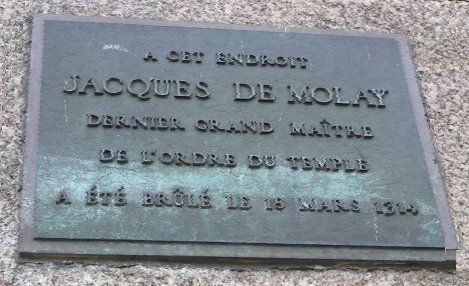 A CET ENDROIT
JACQUES DE MOLAY
DERNIER GRAND MAÎTRE
DE L'ORDRE DU TEMPLE
A ÉTÉ BRÛLÉ LE 18 MARS 1314